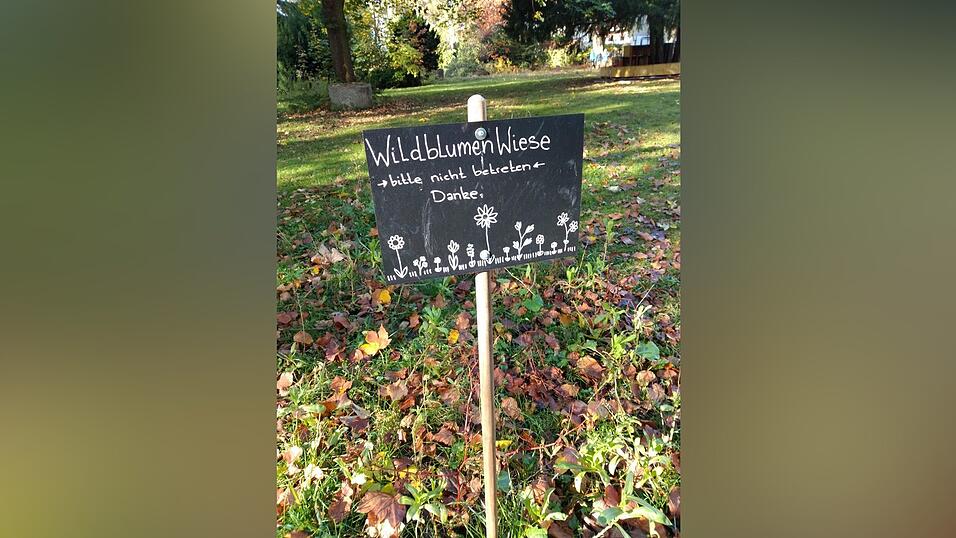 WildblumenWiese
→bitte nicht betreten←
Danke,